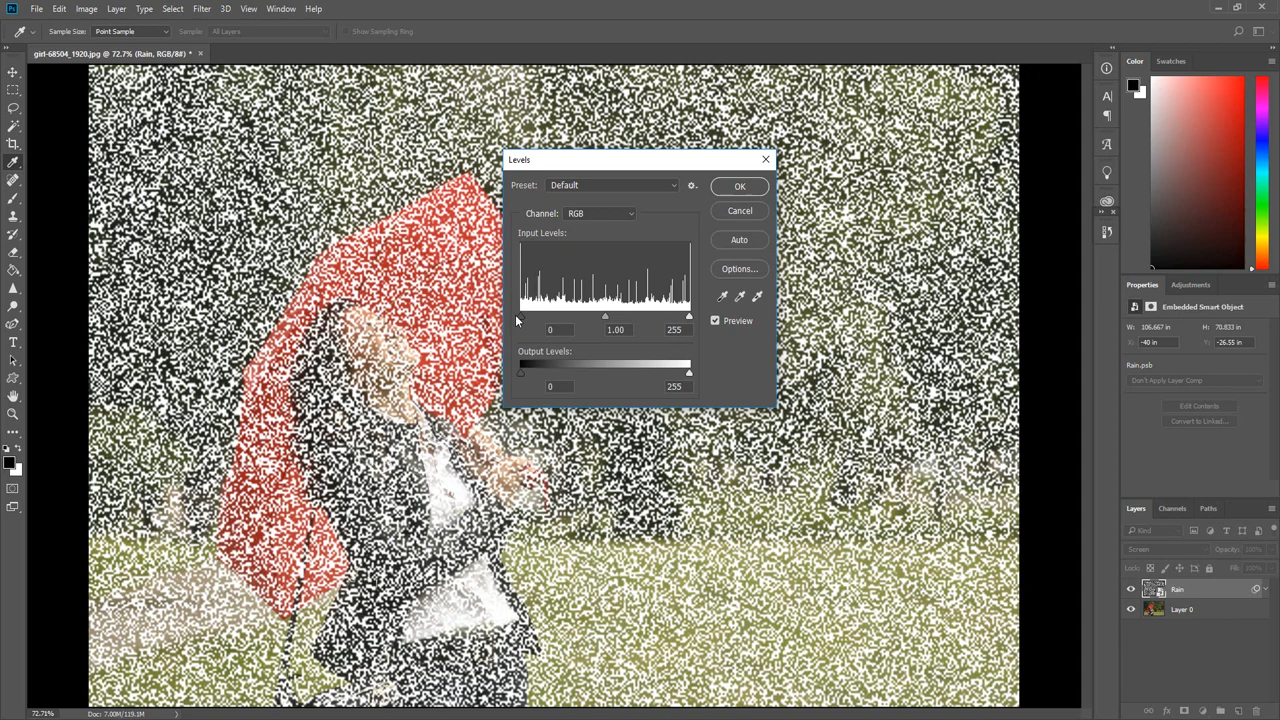 Ps File Edit Image Layer Type Select Filter 3D View Window Help
Sample Size: Point Sample Sample: All Layers Show Sampling Ring
girl-68504_1920.jpg @ 72.7% (Rain, RGB/8#) * ×
Color Swatches
Levels
Preset: Default
OK
Channel: RGB
Cancel
Input Levels:
Auto
Options...
Preview
0 1.00 255
Output Levels:
0 255
Properties Adjustments
Embedded Smart Object
W: 106.667 in H: 70.833 in
X: -40 in Y: -26.55 in
Rain.psb
Don't Apply Layer Comp
Edit Contents
Convert to Linked...
Layers Channels Paths
Kind
Screen Opacity: 100%
Lock: Fill: 100%
Rain
Layer 0
72.71% Doc: 7.00M/119.1M